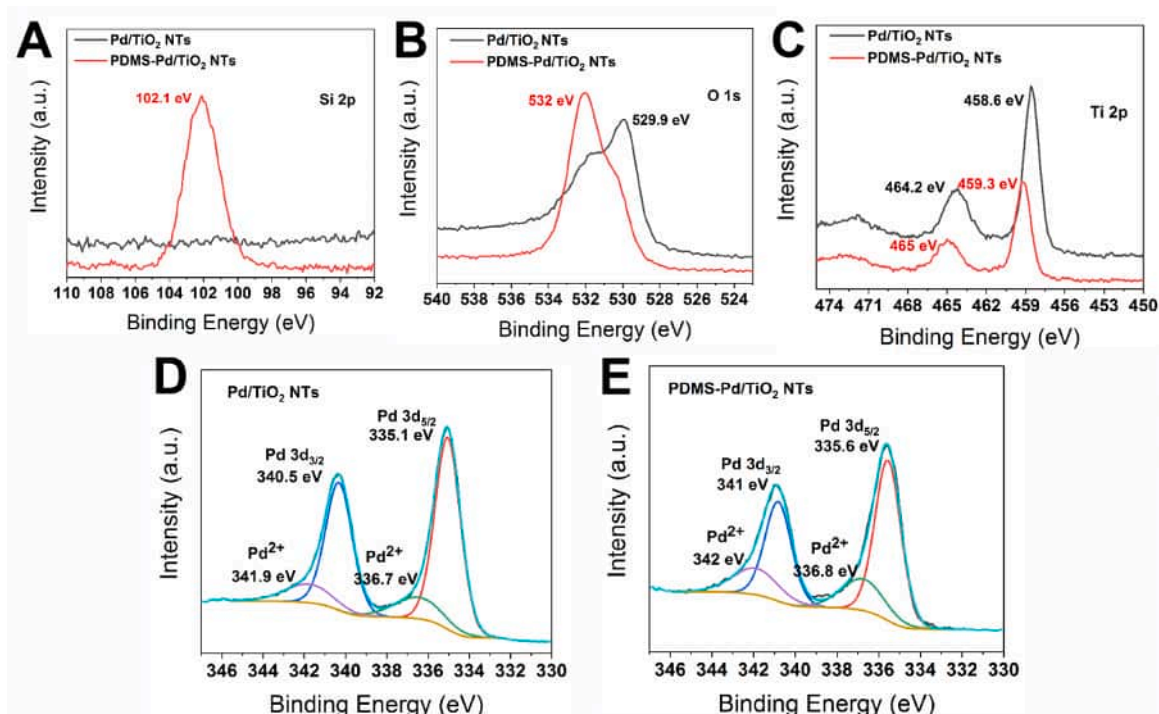 A
Pd/TiO₂ NTs
PDMS-Pd/TiO₂ NTs
102.1 eV
Si 2p
Intensity (a.u.)
110 108 106 104 102 100 98 96 94 92
Binding Energy (eV)
B
Pd/TiO₂ NTs
PDMS-Pd/TiO₂ NTs
532 eV
O 1s
529.9 eV
Intensity (a.u.)
540 538 536 534 532 530 528 526 524
Binding Energy (eV)
C
Pd/TiO₂ NTs
PDMS-Pd/TiO₂ NTs
458.6 eV
Ti 2p
464.2 eV
459.3 eV
465 eV
Intensity (a.u.)
474 471 468 465 462 459 456 453 450
Binding Energy (eV)
D
Pd/TiO₂ NTs
Pd 3d₅/₂
335.1 eV
Pd 3d₃/₂
340.5 eV
Pd²⁺
341.9 eV
Pd²⁺
336.7 eV
Intensity (a.u.)
346 344 342 340 338 336 334 332 330
Binding Energy (eV)
E
PDMS-Pd/TiO₂ NTs
Pd 3d₅/₂
335.6 eV
Pd 3d₃/₂
341 eV
Pd²⁺
342 eV
Pd²⁺
336.8 eV
Intensity (a.u.)
346 344 342 340 338 336 334 332 330
Binding Energy (eV)